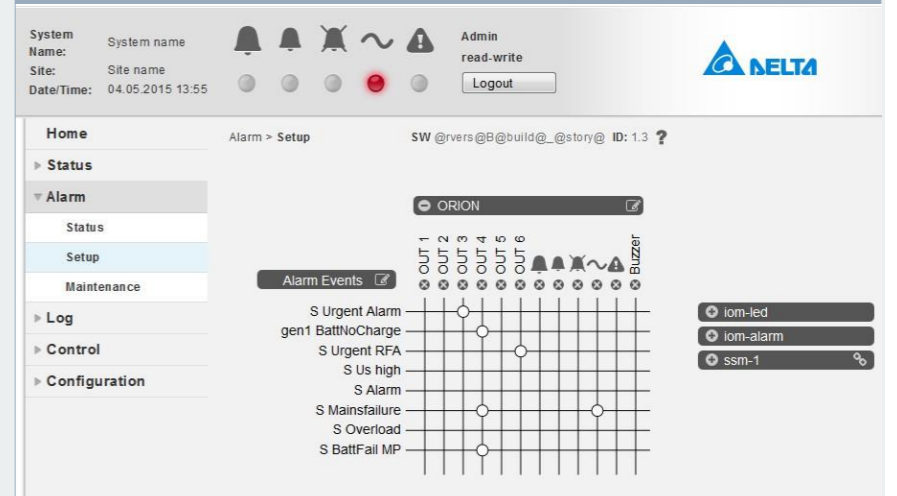 System Name:
System name
Site:
Site name
Date/Time:
04.05.2015 13:55
Admin
read-write
Logout
DELTA
Home
Status
Alarm
Status
Setup
Maintenance
Log
Control
Configuration
Alarm > Setup
SW @rvers@B@build@_@story@ ID: 1.3 ?
ORION
OUT 1
OUT 2
OUT 3
OUT 4
OUT 5
OUT 6
Buzzer
Alarm Events
S Urgent Alarm
gen1 BattNoCharge
S Urgent RFA
S Us high
S Alarm
S Mainsfailure
S Overload
S BattFail MP
iom-led
iom-alarm
ssm-1